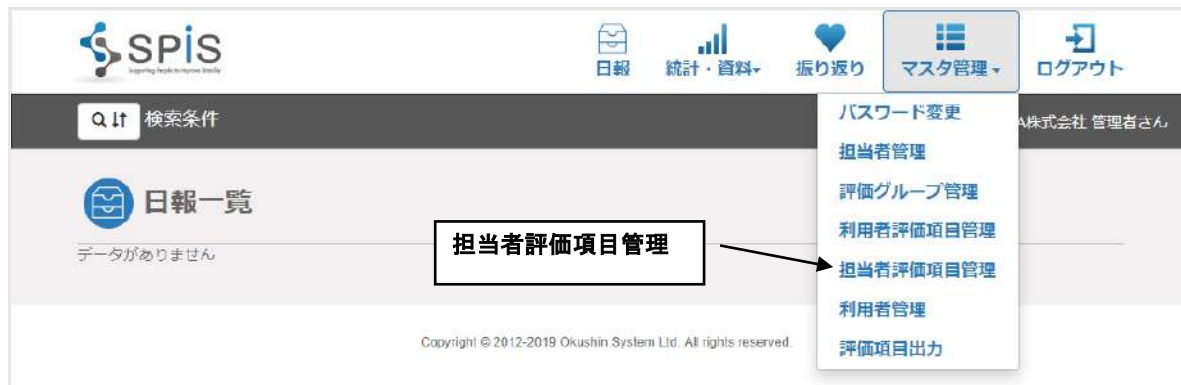 SPiS
Supporting People to Improve Stability
日報
統計・資料
振り返り
マスタ管理
ログアウト
検索条件
A株式会社 管理者さん
パスワード変更
担当者管理
評価グループ管理
利用者評価項目管理
担当者評価項目管理
利用者管理
評価項目出力
日報一覧
データがありません
担当者評価項目管理
Copyright © 2012-2019 Okushin System Ltd. All rights reserved.